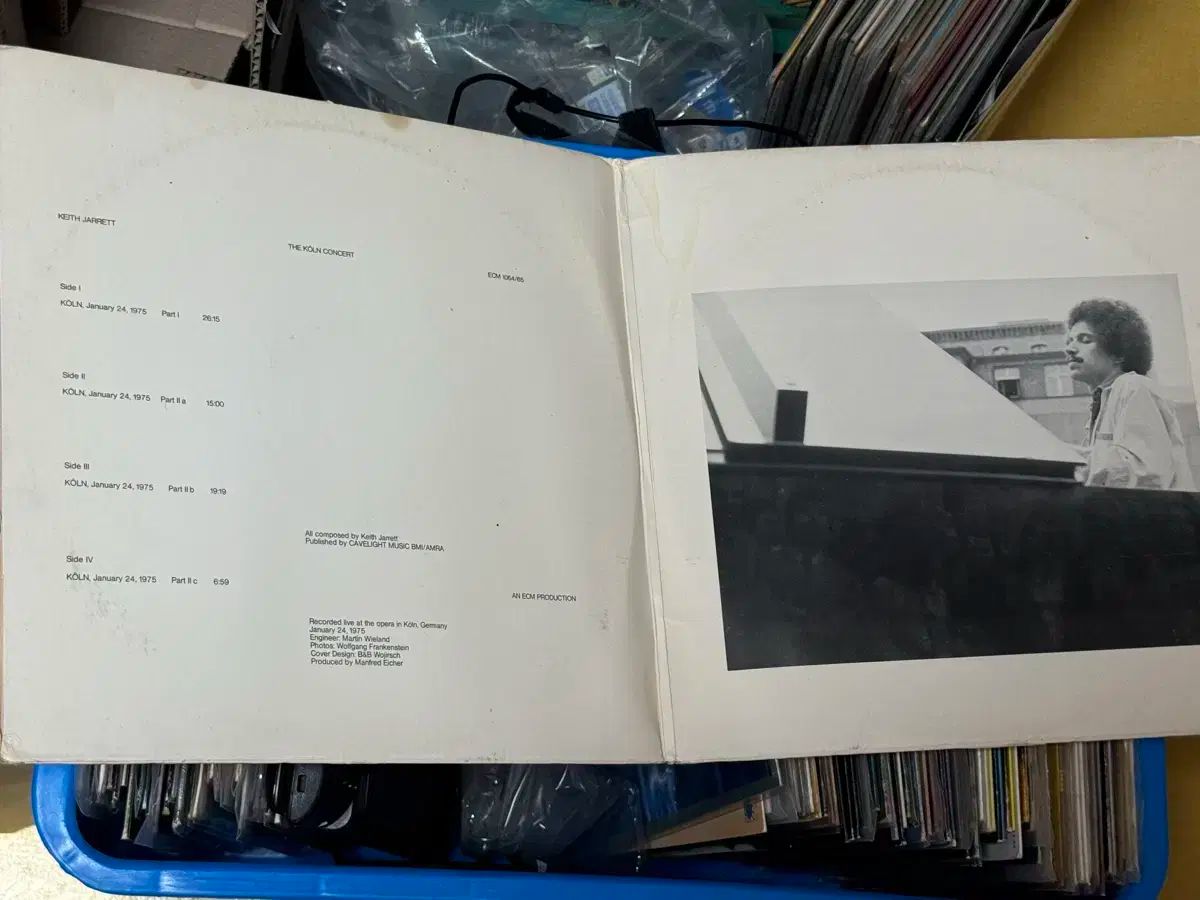 KEITH JARRETT
THE KÖLN CONCERT
ECM 1064/65
Side I
KÖLN, January 24, 1975 Part I 26:15
Side II
KÖLN, January 24, 1975 Part II a 15:00
Side III
KÖLN, January 24, 1975 Part II b 19:19
Side IV
KÖLN, January 24, 1975 Part II c 6:59
All composed by Keith Jarrett
Published by CAVELIGHT MUSIC BMI/AMRA
AN ECM PRODUCTION
Recorded live at the opera in Köln, Germany
January 24, 1975
Engineer: Martin Wieland
Photos: Wolfgang Frankenstein
Cover Design: B&B Wojirsch
Produced by Manfred Eicher